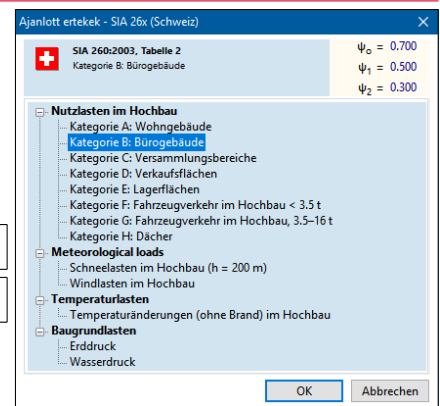 Ajanlott ertekek - SIA 26x (Schweiz)
SIA 260:2003, Tabelle 2
Kategorie B: Bürogebäude
ψ₀ = 0.700
ψ₁ = 0.500
ψ₂ = 0.300
Nutzlasten im Hochbau
Kategorie A: Wohngebäude
Kategorie B: Bürogebäude
Kategorie C: Versammlungsbereiche
Kategorie D: Verkaufsflächen
Kategorie E: Lagerflächen
Kategorie F: Fahrzeugverkehr im Hochbau < 3.5 t
Kategorie G: Fahrzeugverkehr im Hochbau, 3.5–16 t
Kategorie H: Dächer
Meteorological loads
Schneelasten im Hochbau (h = 200 m)
Windlasten im Hochbau
Temperaturlasten
Temperaturänderungen (ohne Brand) im Hochbau
Baugrundlasten
Erddruck
Wasserdruck
OK
Abbrechen